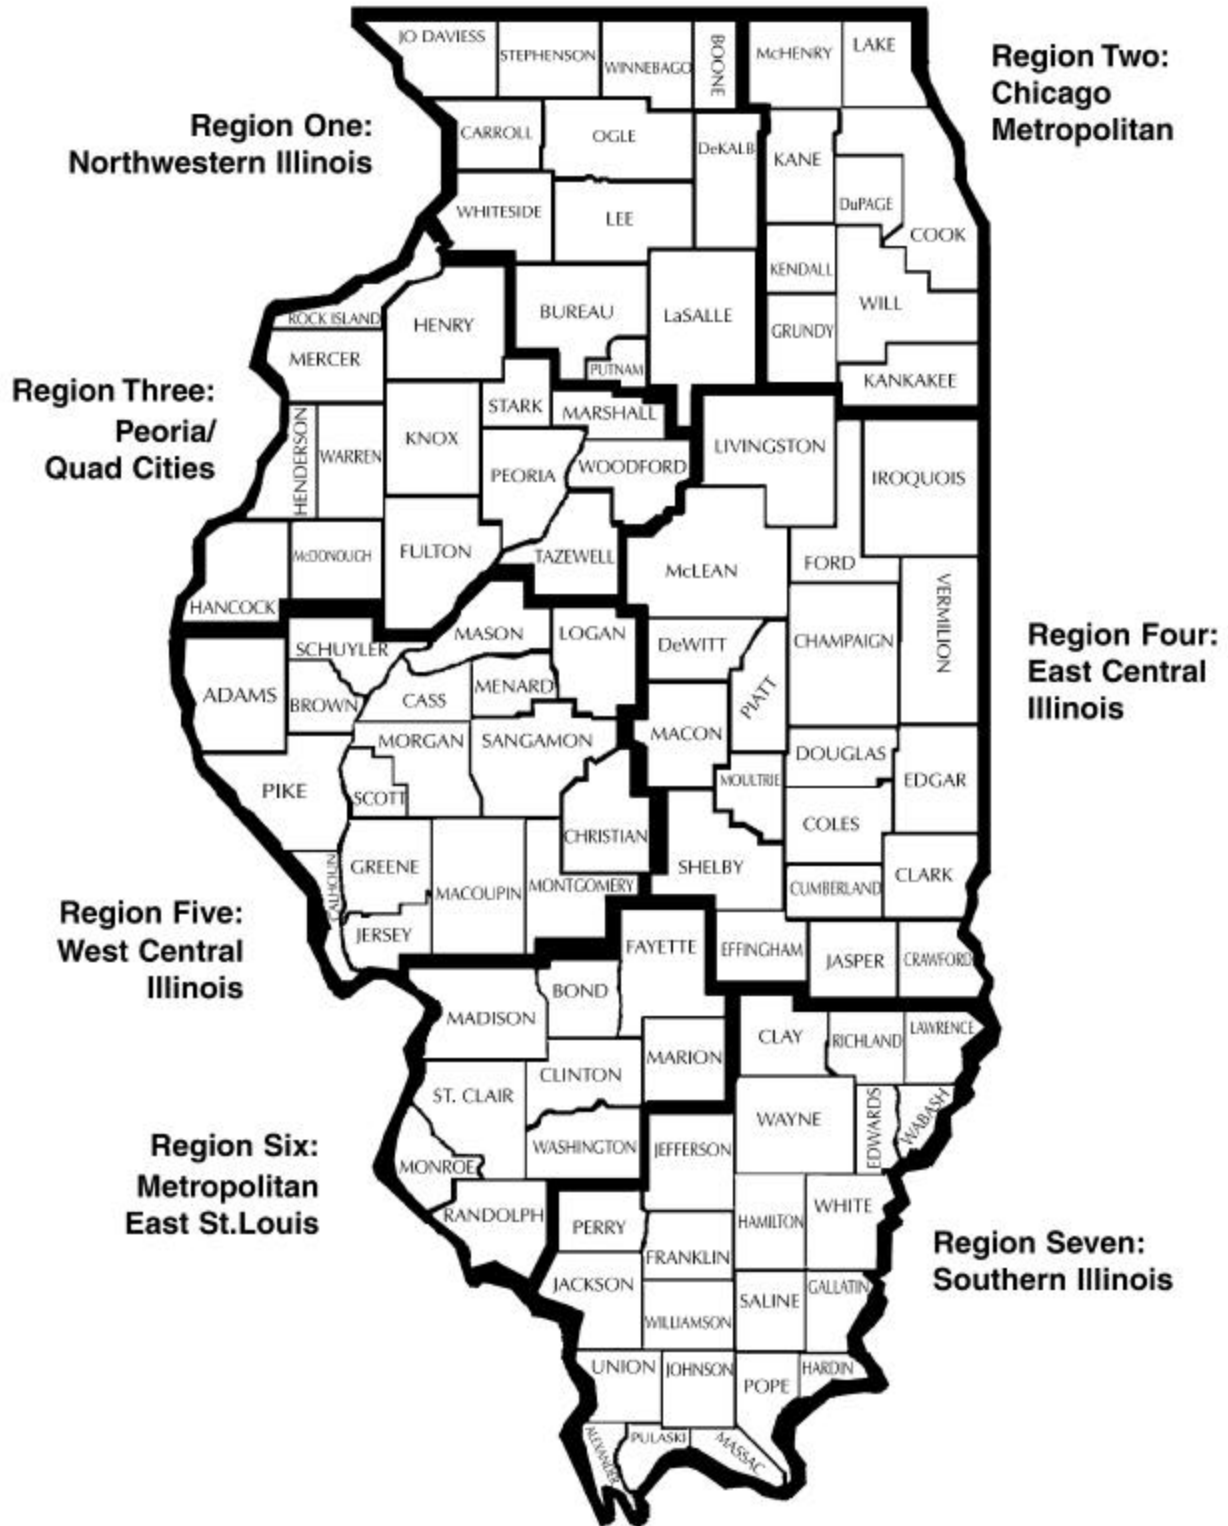 JO DAVIESS
STEPHENSON
WINNEBAGO
BOONE
McHENRY
LAKE
Region Two:
Chicago
Metropolitan
Region One:
Northwestern Illinois
CARROLL
OGLE
DeKALB
KANE
DuPAGE
COOK
WHITESIDE
LEE
KENDALL
WILL
GRUNDY
KANKAKEE
ROCK ISLAND
HENRY
BUREAU
LaSALLE
PUTNAM
MERCER
Region Three:
Peoria/
Quad Cities
HENDERSON
WARREN
KNOX
STARK
MARSHALL
PEORIA
WOODFORD
LIVINGSTON
IROQUOIS
HANCOCK
McDONOUGH
FULTON
TAZEWELL
McLEAN
FORD
VERMILION
Region Four:
East Central
Illinois
SCHUYLER
MASON
LOGAN
DeWITT
PIATT
CHAMPAIGN
ADAMS
BROWN
CASS
MENARD
MACON
MORGAN
SANGAMON
DOUGLAS
EDGAR
PIKE
SCOTT
MOULTRIE
COLES
CHRISTIAN
SHELBY
CUMBERLAND
CLARK
CALHOUN
GREENE
MACOUPIN
MONTGOMERY
JERSEY
Region Five:
West Central
Illinois
FAYETTE
EFFINGHAM
JASPER
CRAWFORD
MADISON
BOND
MARION
CLAY
RICHLAND
LAWRENCE
ST. CLAIR
CLINTON
WAYNE
EDWARDS
WABASH
WASHINGTON
JEFFERSON
Region Six:
Metropolitan
East St.Louis
MONROE
RANDOLPH
PERRY
HAMILTON
WHITE
FRANKLIN
Region Seven:
Southern Illinois
JACKSON
WILLIAMSON
SALINE
GALLATIN
UNION
JOHNSON
POPE
HARDIN
ALEXANDER
PULASKI
MASSAC